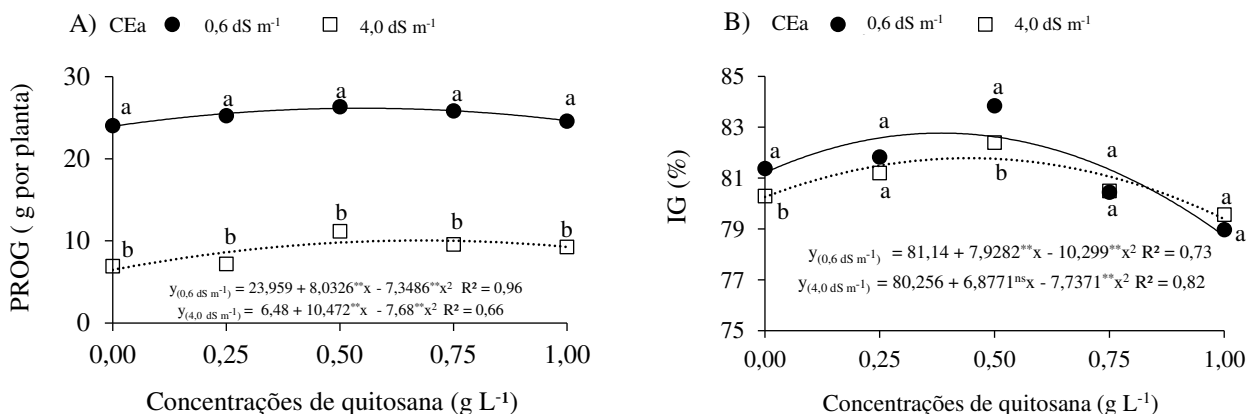 A) CEa ● 0,6 dS m⁻¹ □ 4,0 dS m⁻¹
PROG ( g por planta)
30
20
10
0
a a a a a
b b b b b
y(0,6 dS m⁻¹) = 23,959 + 8,0326**x - 7,3486**x² R² = 0,96
y(4,0 dS m⁻¹) = 6,48 + 10,472**x - 7,68**x² R² = 0,66
0,00 0,25 0,50 0,75 1,00
Concentrações de quitosana (g L⁻¹)
B) CEa ● 0,6 dS m⁻¹ □ 4,0 dS m⁻¹
IG (%)
85
83
81
79
77
75
a a a a a
b a b a a
y(0,6 dS m⁻¹) = 81,14 + 7,9282**x - 10,299**x² R² = 0,73
y(4,0 dS m⁻¹) = 80,256 + 6,8771ⁿˢx - 7,7371**x² R² = 0,82
0,00 0,25 0,50 0,75 1,00
Concentrações de quitosana (g L⁻¹)